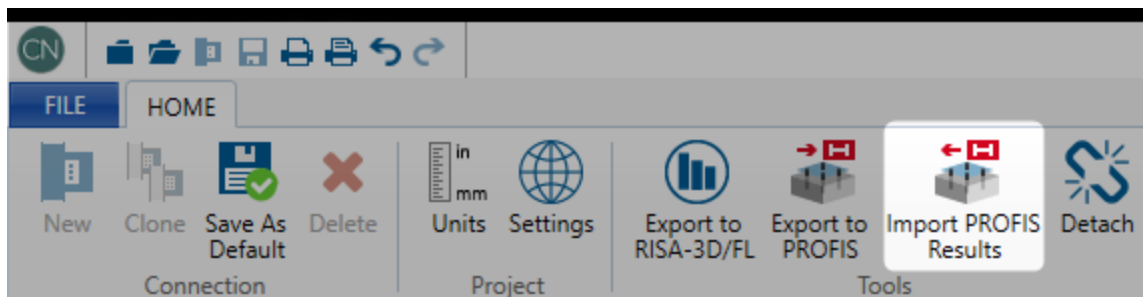 CN
FILE
HOME
in
mm
New
Clone
Save As
Default
Delete
Units
Settings
Export to
RISA-3D/FL
Export to
PROFIS
Import PROFIS
Results
Detach
Connection
Project
Tools